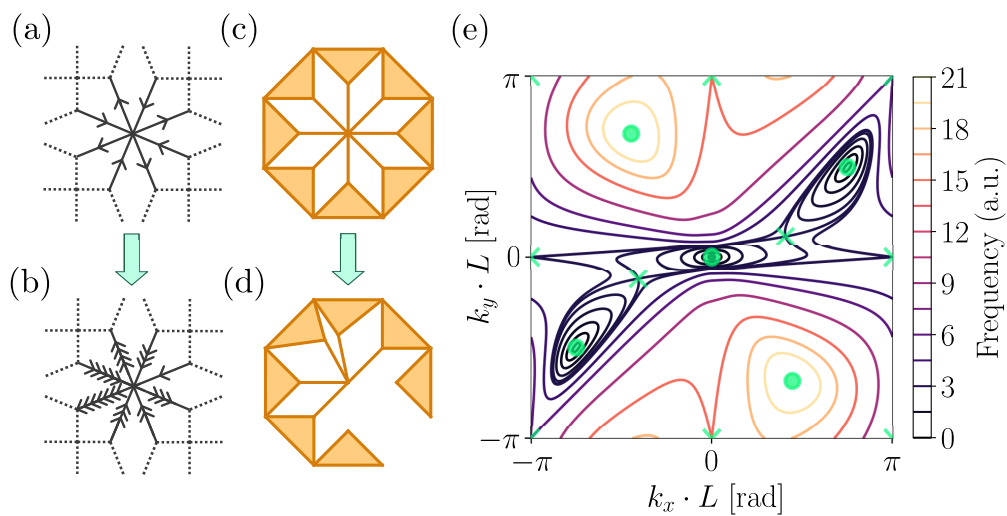 (a)
(c)
(e)
(b)
(d)
π
0
−π
k_y · L [rad]
−π
0
π
k_x · L [rad]
21
18
15
12
9
6
3
0
Frequency (a.u.)